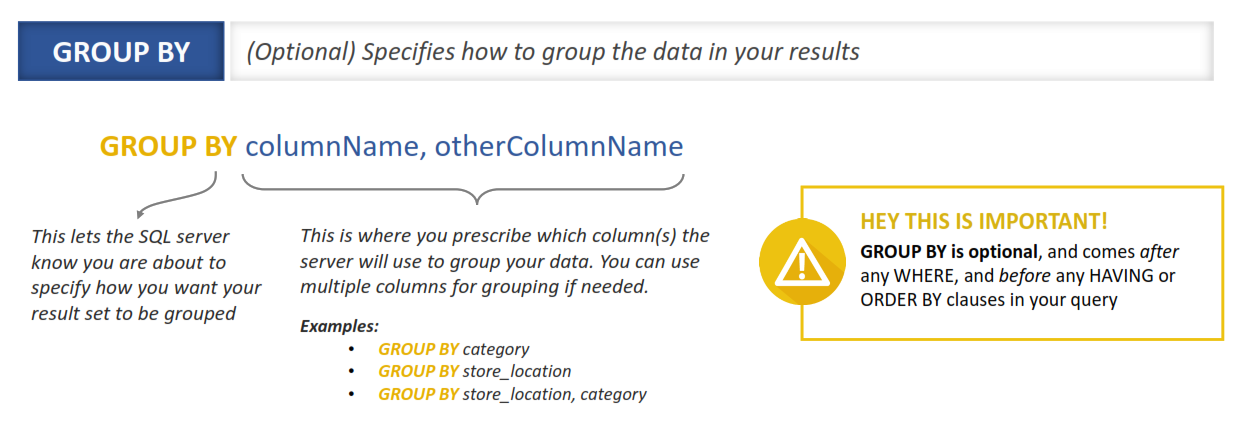 GROUP BY
(Optional) Specifies how to group the data in your results
GROUP BY columnName, otherColumnName
This lets the SQL server
know you are about to
specify how you want your
result set to be grouped
This is where you prescribe which column(s) the
server will use to group your data. You can use
multiple columns for grouping if needed.
Examples:
• GROUP BY category
• GROUP BY store_location
• GROUP BY store_location, category
HEY THIS IS IMPORTANT!
GROUP BY is optional, and comes after
any WHERE, and before any HAVING or
ORDER BY clauses in your query